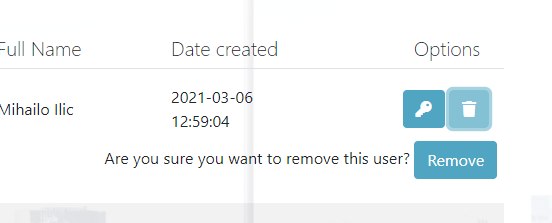 Full Name Date created Options
Mihailo Ilic 2021-03-06
12:59:04
Are you sure you want to remove this user? Remove